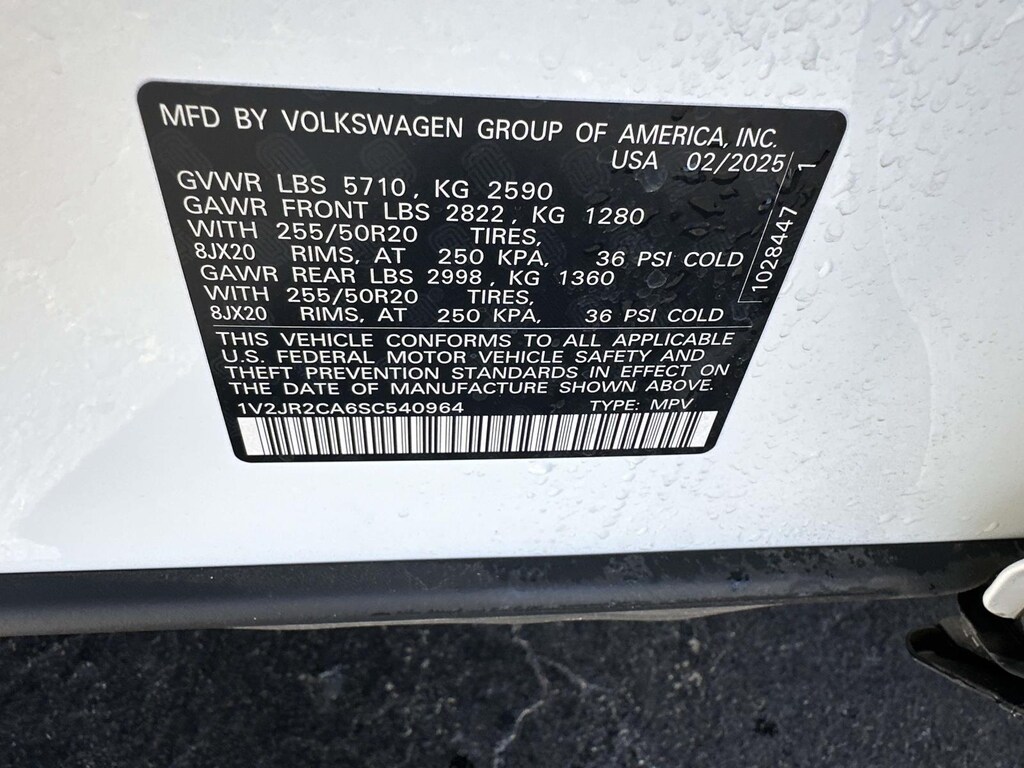 MFD BY VOLKSWAGEN GROUP OF AMERICA, INC.
USA 02/2025
GVWR LBS 5710, KG 2590
GAWR FRONT LBS 2822, KG 1280
WITH 255/50R20 TIRES,
8JX20 RIMS, AT 250 KPA, 36 PSI COLD
GAWR REAR LBS 2998, KG 1360
WITH 255/50R20 TIRES,
8JX20 RIMS, AT 250 KPA, 36 PSI COLD
THIS VEHICLE CONFORMS TO ALL APPLICABLE
U.S. FEDERAL MOTOR VEHICLE SAFETY AND
THEFT PREVENTION STANDARDS IN EFFECT ON
THE DATE OF MANUFACTURE SHOWN ABOVE.
1V2JR2CA6SC540964 TYPE: MPV
1028447 1